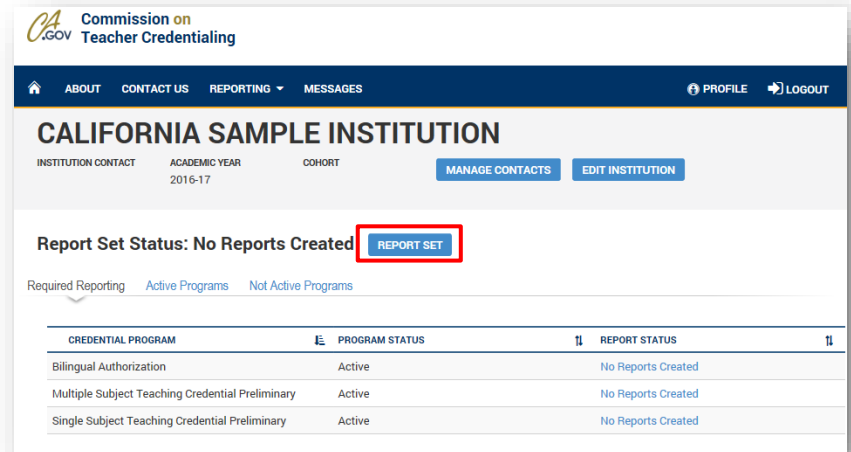 CA.GOV
Commission on
Teacher Credentialing
ABOUT CONTACT US REPORTING MESSAGES PROFILE LOGOUT
CALIFORNIA SAMPLE INSTITUTION
INSTITUTION CONTACT ACADEMIC YEAR COHORT
2016-17
MANAGE CONTACTS EDIT INSTITUTION
Report Set Status: No Reports Created REPORT SET
Required Reporting Active Programs Not Active Programs
CREDENTIAL PROGRAM PROGRAM STATUS REPORT STATUS
Bilingual Authorization Active No Reports Created
Multiple Subject Teaching Credential Preliminary Active No Reports Created
Single Subject Teaching Credential Preliminary Active No Reports Created